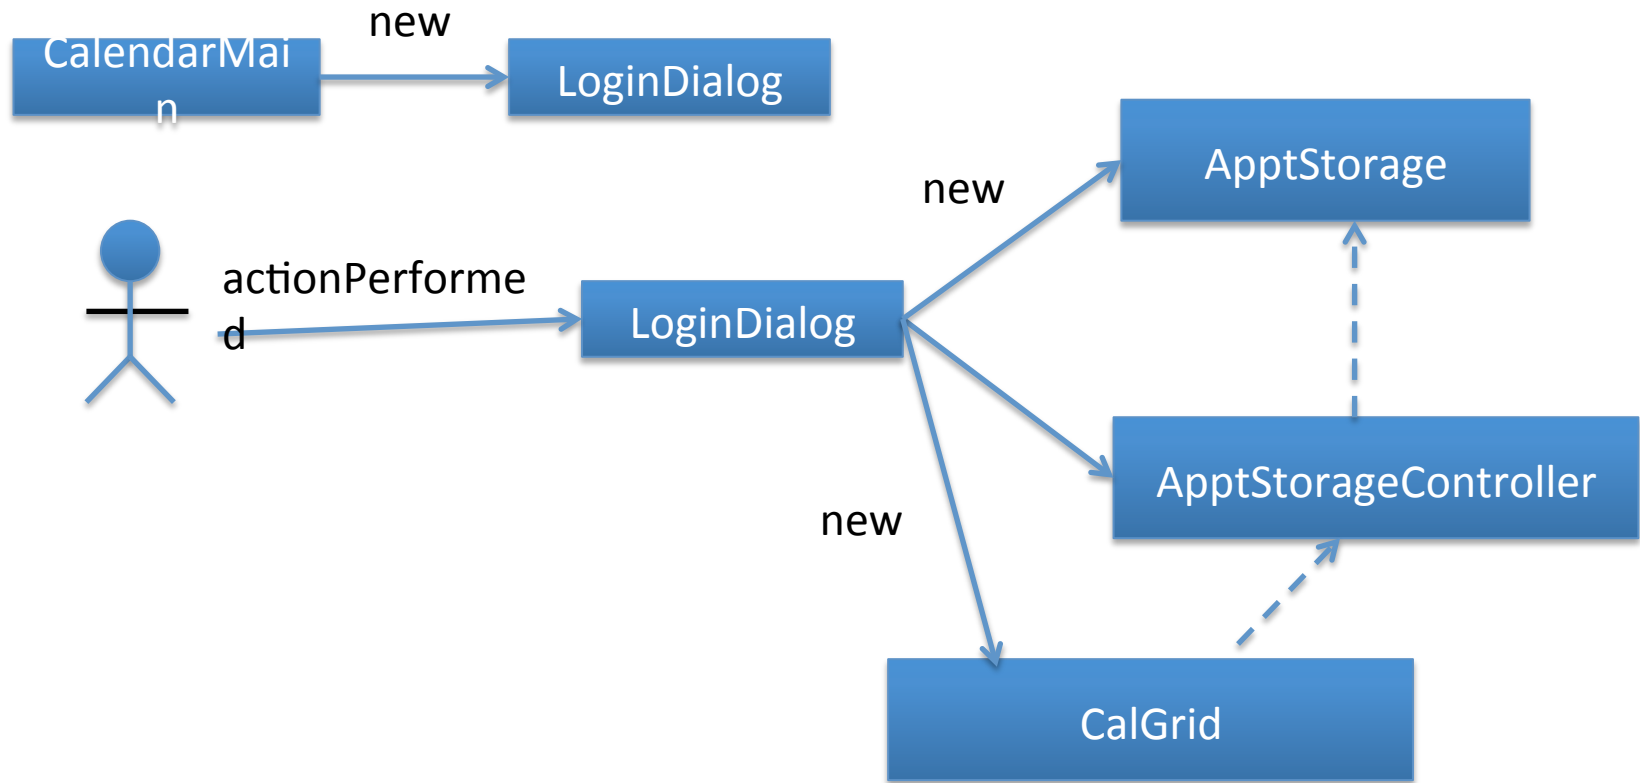 new
CalendarMai
n
LoginDialog
ApptStorage
new
actionPerforme
d
LoginDialog
ApptStorageController
new
CalGrid